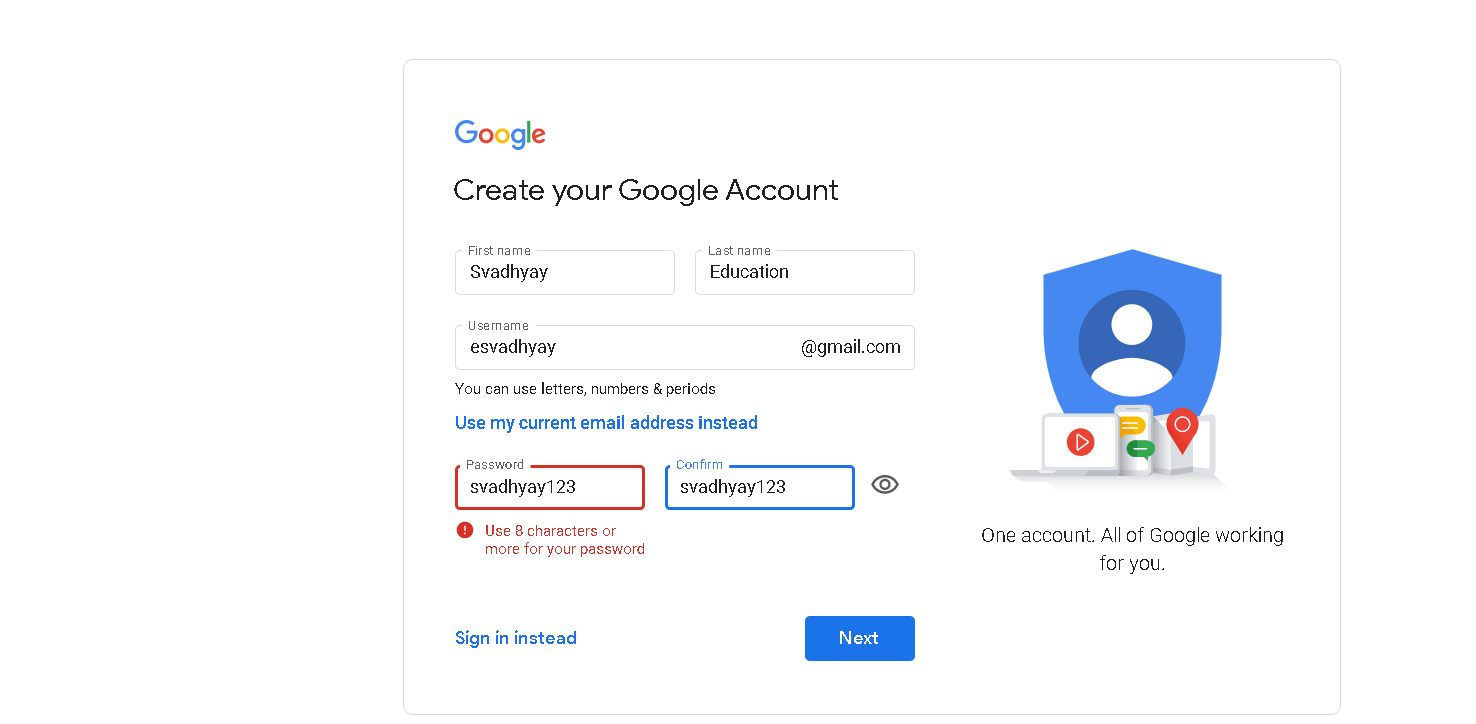 Google
Create your Google Account
First name
Last name
Svadhyay
Education
Username
esvadhyay
@gmail.com
You can use letters, numbers & periods
Use my current email address instead
Password
Confirm
svadhyay123
svadhyay123
Use 8 characters or
more for your password
One account. All of Google working
for you.
Sign in instead
Next